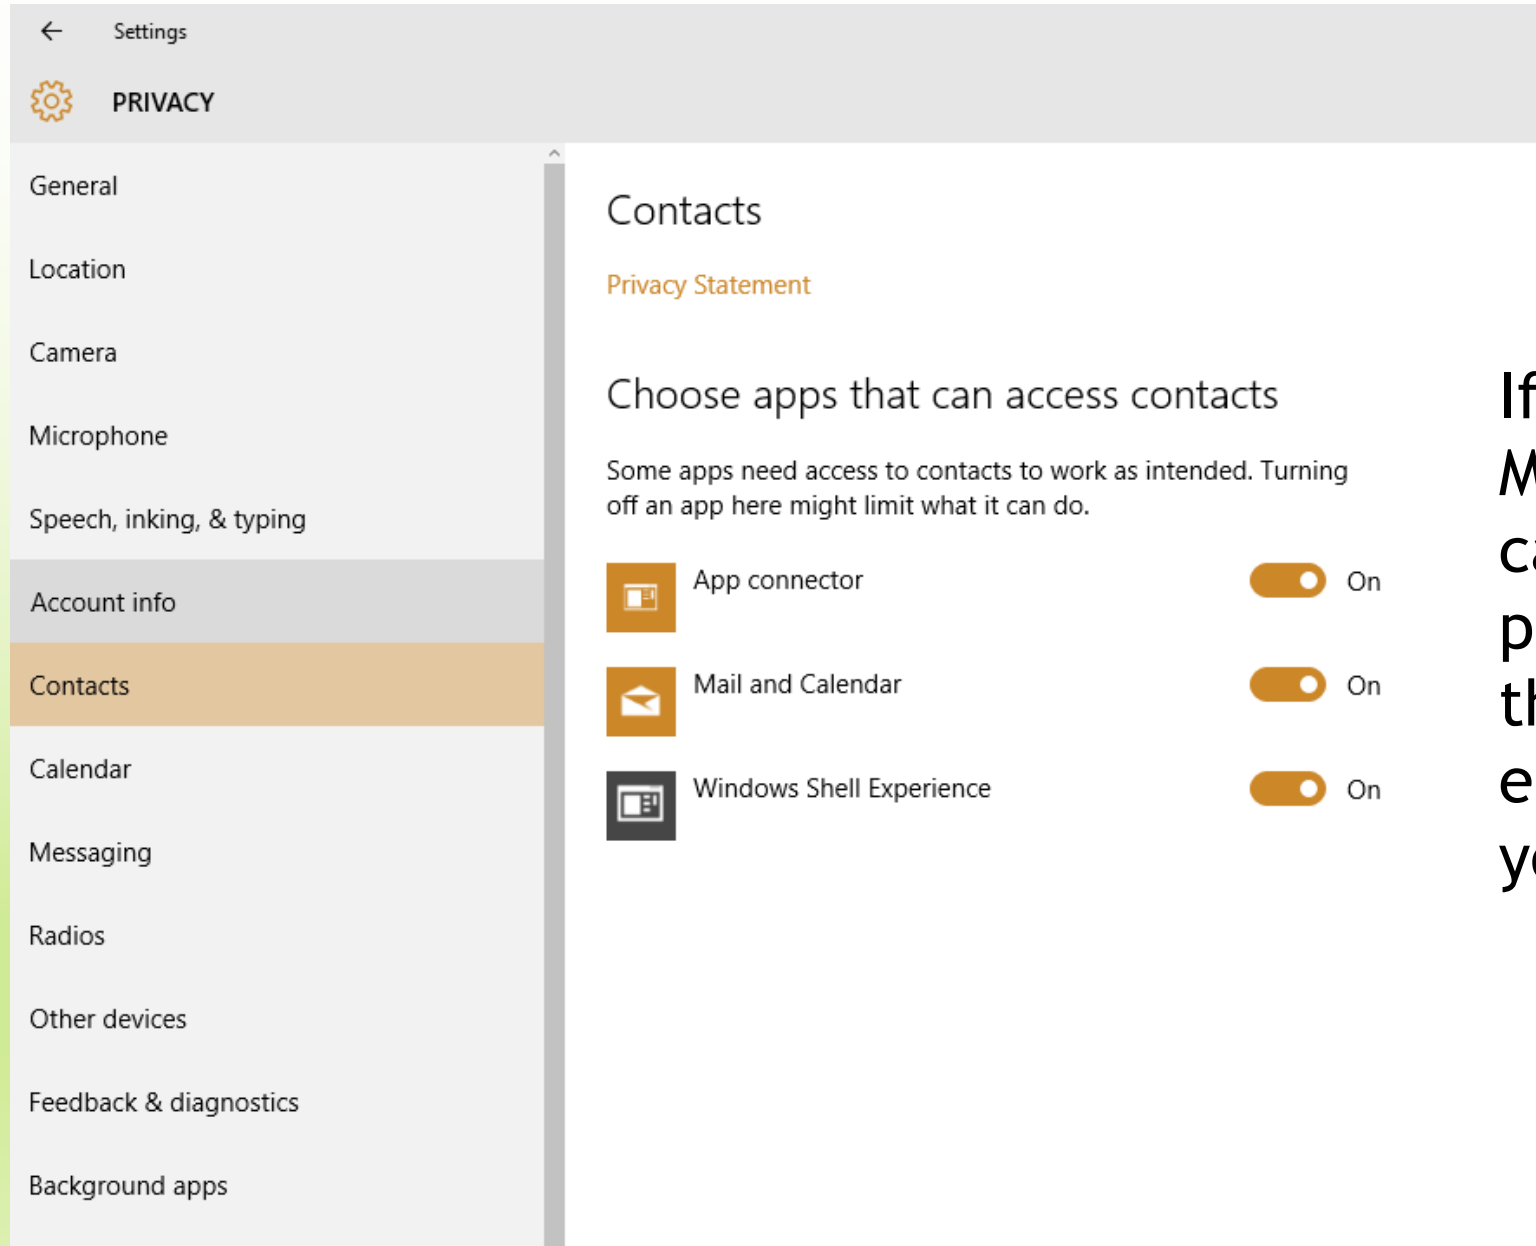 Settings
PRIVACY
General
Location
Camera
Microphone
Speech, inking, & typing
Account info
Contacts
Calendar
Messaging
Radios
Other devices
Feedback & diagnostics
Background apps
Contacts
Privacy Statement
Choose apps that can access contacts
Some apps need access to contacts to work as intended. Turning
off an app here might limit what it can do.
App connector On
Mail and Calendar On
Windows Shell Experience On
If